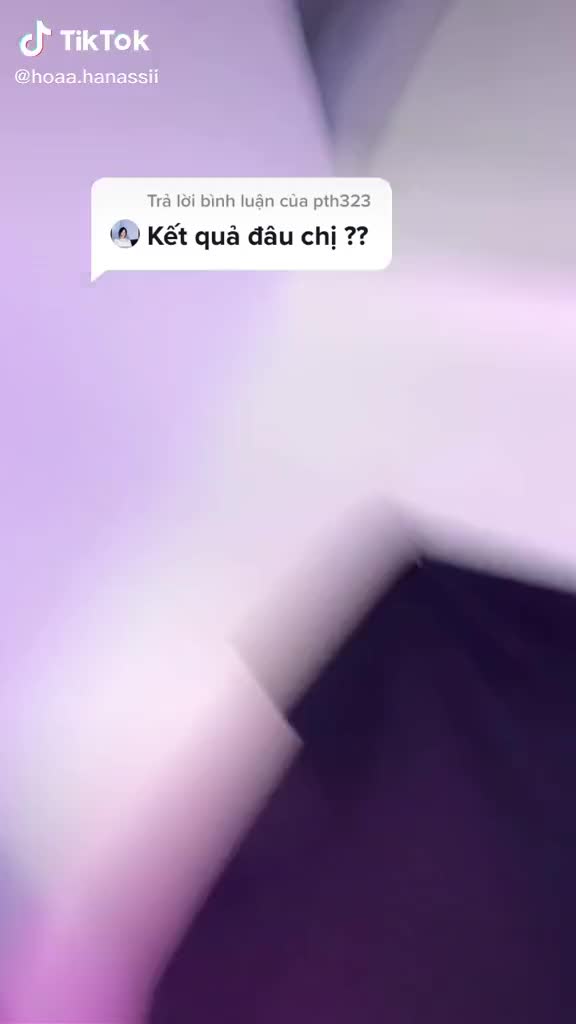 TikTok
@hoaa.hanassii
Trả lời bình luận của pth323
Kết quả đâu chị ??